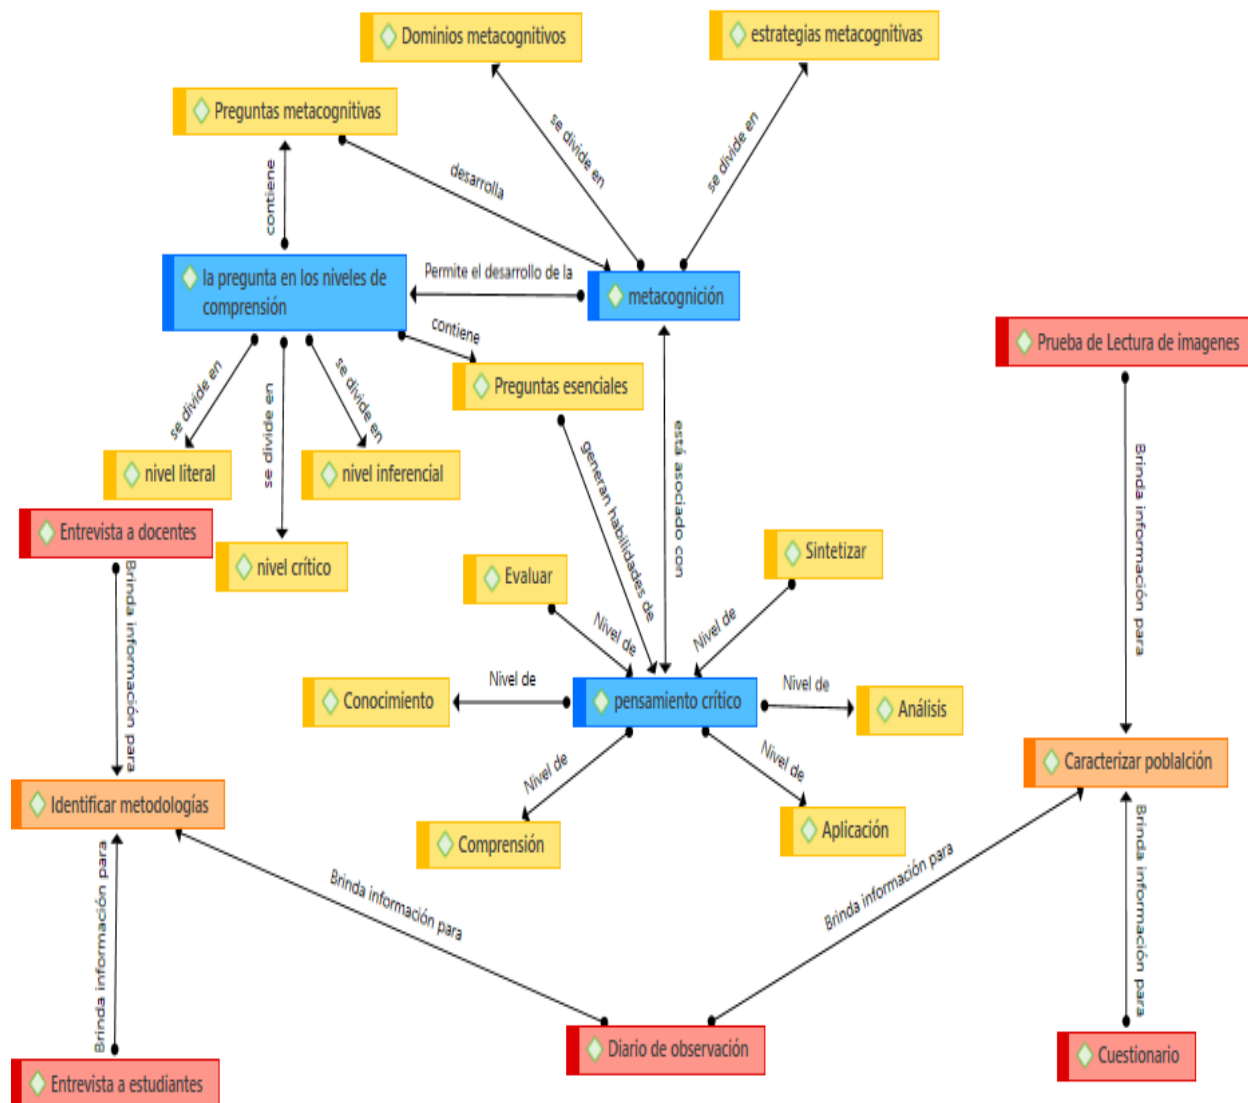 Dominios metacognitivos
estrategias metacognitivas
Preguntas metacognitivas
se divide en
se divide en
contiene
desarrolla
la pregunta en los niveles de
comprensión
Permite el desarrollo de la
metacognición
contiene
Prueba de Lectura de imagenes
se divide en
se divide en
se divide en
Preguntas esenciales
nivel literal
nivel inferencial
generan habilidades de
está asociado con
Brinda información para
Entrevista a docentes
nivel crítico
Evaluar
Sintetizar
Brinda información para
Nivel de
Nivel de
Conocimiento
Nivel de
pensamiento crítico
Nivel de
Análisis
Nivel de
Nivel de
Caracterizar poblalción
Identificar metodologías
Comprensión
Aplicación
Brinda información para
Brinda información para
Brinda información para
Brinda información para
Diario de observación
Cuestionario
Entrevista a estudiantes